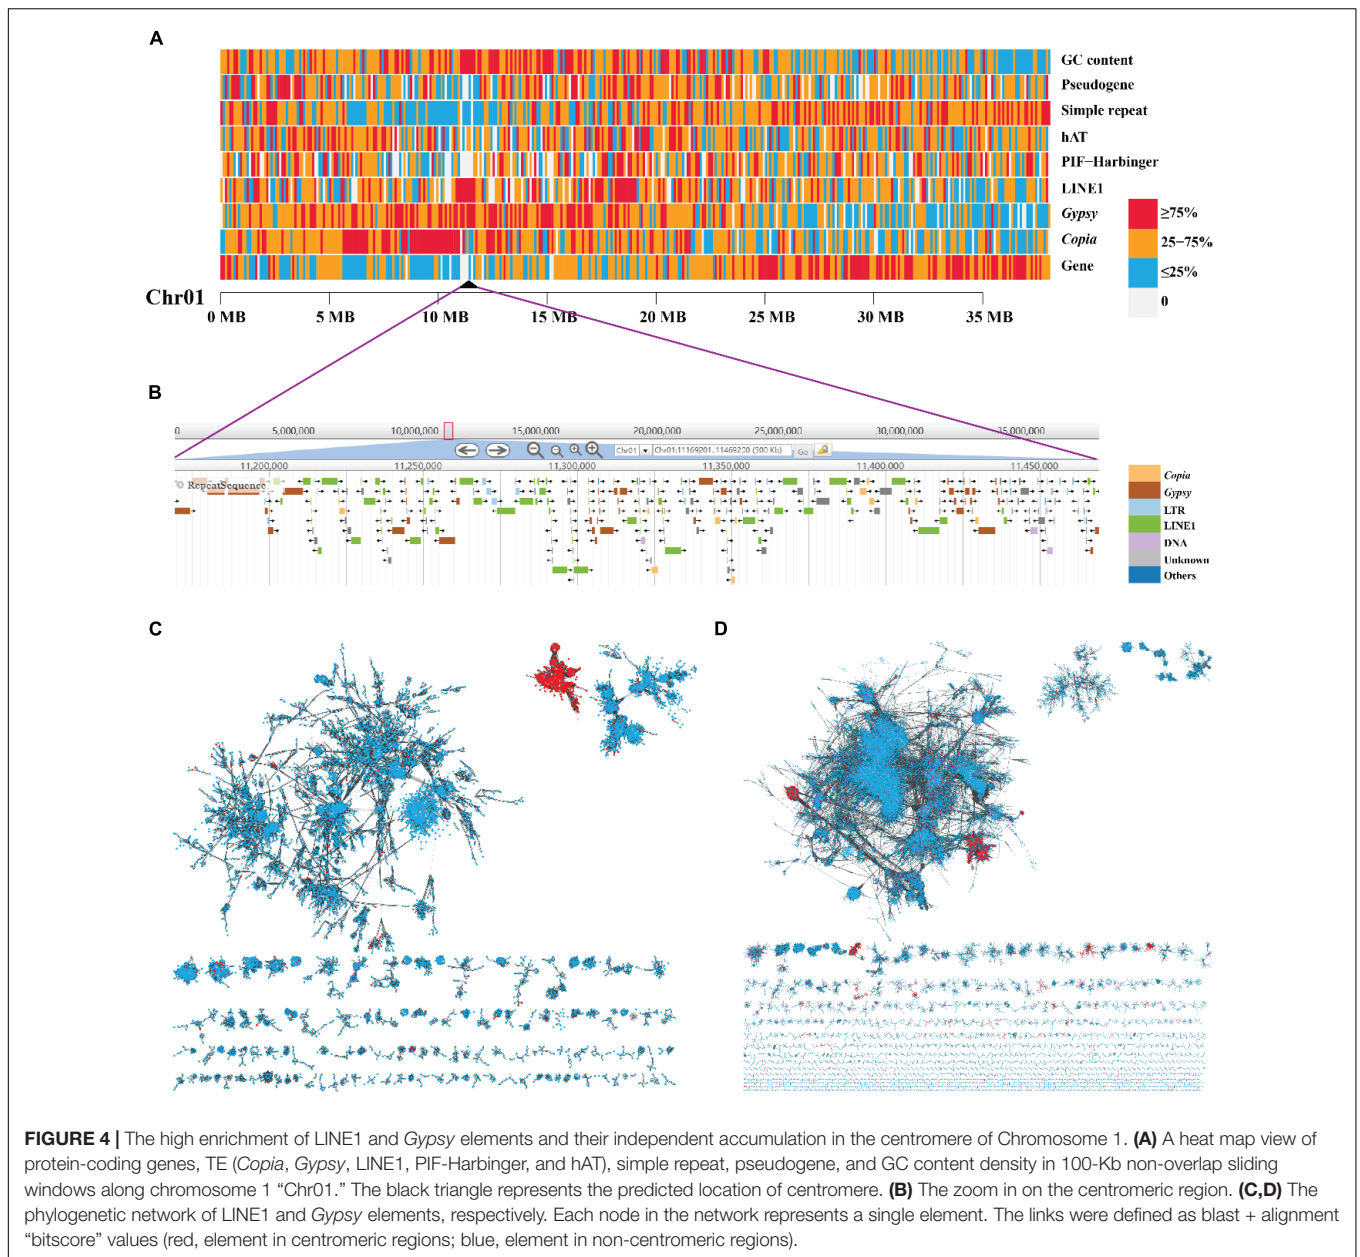 A
GC content
Pseudogene
Simple repeat
hAT
PIF−Harbinger
LINE1
Gypsy
Copia
Gene
≥75%
25−75%
≤25%
0
Chr01
0 MB 5 MB 10 MB 15 MB 20 MB 25 MB 30 MB 35 MB
B
0 5,000,000 10,000,000 15,000,000 20,000,000 25,000,000 30,000,000 35,000,000
Chr01 Chr01:11169201..11469200 (300 Kb) Go
11,200,000 11,250,000 11,300,000 11,350,000 11,400,000 11,450,000
RepeatSequence
Copia
Gypsy
LTR
LINE1
DNA
Unknown
Others
C
D
FIGURE 4 | The high enrichment of LINE1 and Gypsy elements and their independent accumulation in the centromere of Chromosome 1. (A) A heat map view of
protein-coding genes, TE (Copia, Gypsy, LINE1, PIF-Harbinger, and hAT), simple repeat, pseudogene, and GC content density in 100-Kb non-overlap sliding
windows along chromosome 1 “Chr01.” The black triangle represents the predicted location of centromere. (B) The zoom in on the centromeric region. (C,D) The
phylogenetic network of LINE1 and Gypsy elements, respectively. Each node in the network represents a single element. The links were defined as blast + alignment
“bitscore” values (red, element in centromeric regions; blue, element in non-centromeric regions).